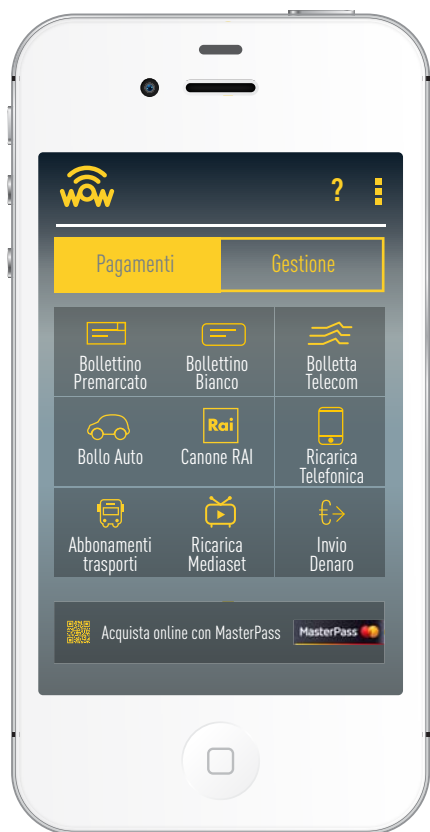 WOW
?
Pagamenti Gestione
Bollettino Bollettino Bolletta
Premarcato Bianco Telecom
Rai
Bollo Auto Canone RAI Ricarica
Telefonica
€
Abbonamenti Ricarica Invio
trasporti Mediaset Denaro
Acquista online con MasterPass MasterPass